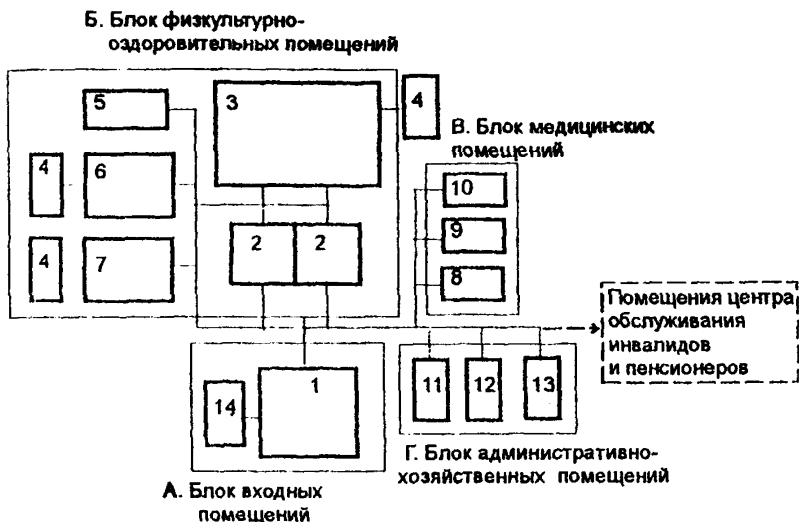 Б. Блок физкультурно-
оздоровительных помещений
5
3
4
В. Блок медицинских
помещений
4
6
10
2
2
9
4
7
8
Помещения центра
обслуживания
инвалидов
и пенсионеров
14
1
11
12
13
Г. Блок административно-
хозяйственных помещений
А. Блок входных
помещений